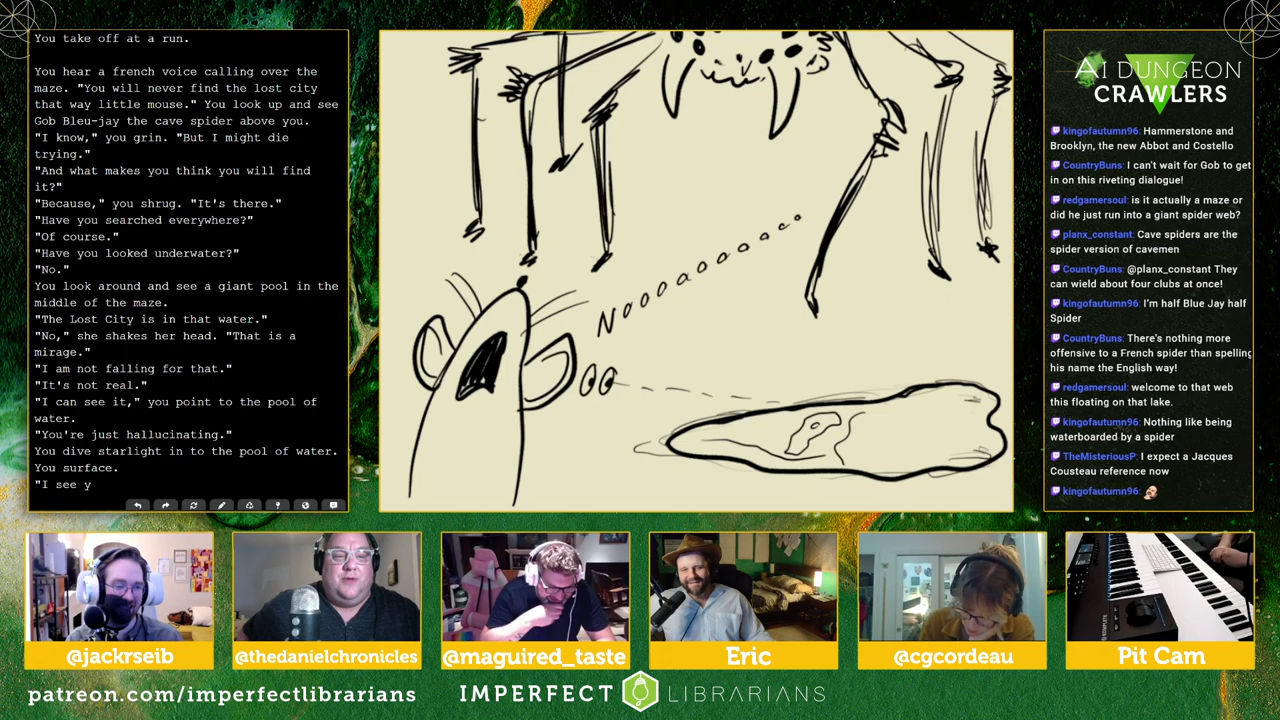 You take off at a run.
You hear a french voice calling over the
maze. "You will never find the lost city
that way little mouse." You look up and see
Gob Bleu-jay the cave spider above you.
"I know," you grin. "But I might die
trying."
"And what makes you think you will find
it?"
"Because," you shrug. "It's there."
"Have you searched everywhere?"
"Of course."
"Have you looked underwater?"
"No."
You look around and see a giant pool in the
middle of the maze.
"The Lost City is in that water."
"No," she shakes her head. "That is a
mirage."
"I am not falling for that."
"It's not real."
"I can see it," you point to the pool of
water.
"You're just hallucinating."
You dive starlight in to the pool of water.
You surface.
"I see y
Noooooooooooo
AI DUNGEON
CRAWLERS
kingofautumn96: Hammerstone and
Brooklyn, the new Abbot and Costello
CountryBuns: I can't wait for Gob to get
in on this riveting dialogue!
redgamersoul: is it actually a maze or
did he just run into a giant spider web?
planx_constant: Cave spiders are the
spider version of cavemen
CountryBuns: @planx_constant They
can wield about four clubs at once!
kingofautumn96: I'm half Blue Jay half
Spider
CountryBuns: There's nothing more
offensive to a French spider than spelling
his name the English way!
redgamersoul: welcome to that web
this floating on that lake.
kingofautumn96: Nothing like being
waterboarded by a spider
TheMisteriousP: I expect a Jacques
Cousteau reference now
kingofautumn96:
@jackrseib
@thedanielchronicles
@maguired_taste
Eric
@cgcordeau
Pit Cam
patreon.com/imperfectlibrarians
IMPERFECT LIBRARIANS